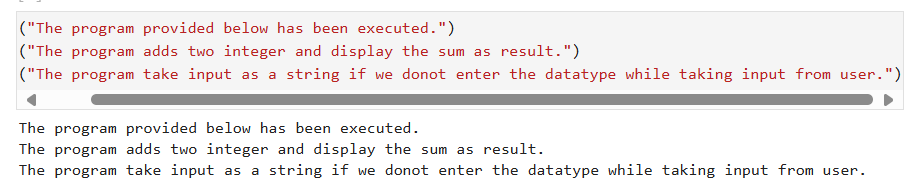 ("The program provided below has been executed.")
("The program adds two integer and display the sum as result.")
("The program take input as a string if we donot enter the datatype while taking input from user.")
The program provided below has been executed.
The program adds two integer and display the sum as result.
The program take input as a string if we donot enter the datatype while taking input from user.